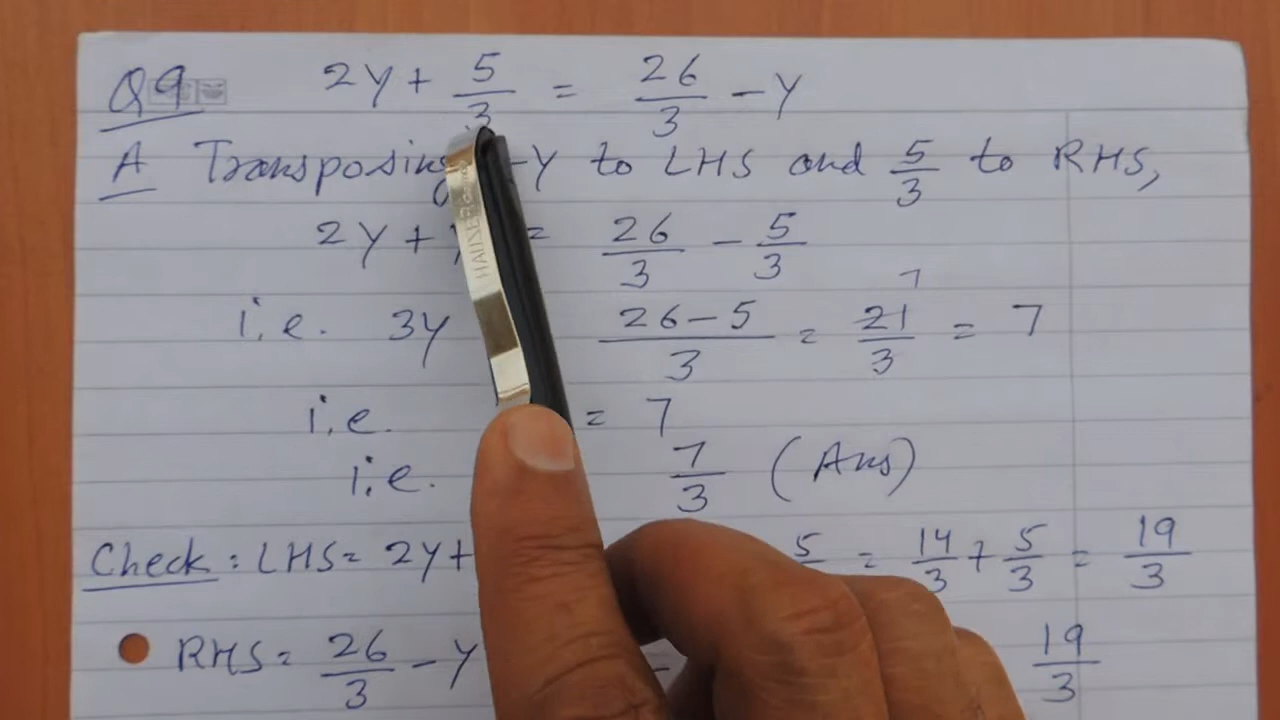 Q9 2y + 5/3 = 26/3 - y
A Transposing -y to LHS and 5/3 to RHS,
2y + = 26/3 - 5/3
i.e. 3y 26-5/3 = 21/3 = 7
7
i.e. = 7
i.e. 7/3 (Ans)
Check: LHS = 2y+ 5 = 14/3 + 5/3 = 19/3
RHS = 26/3 - y = 19/3